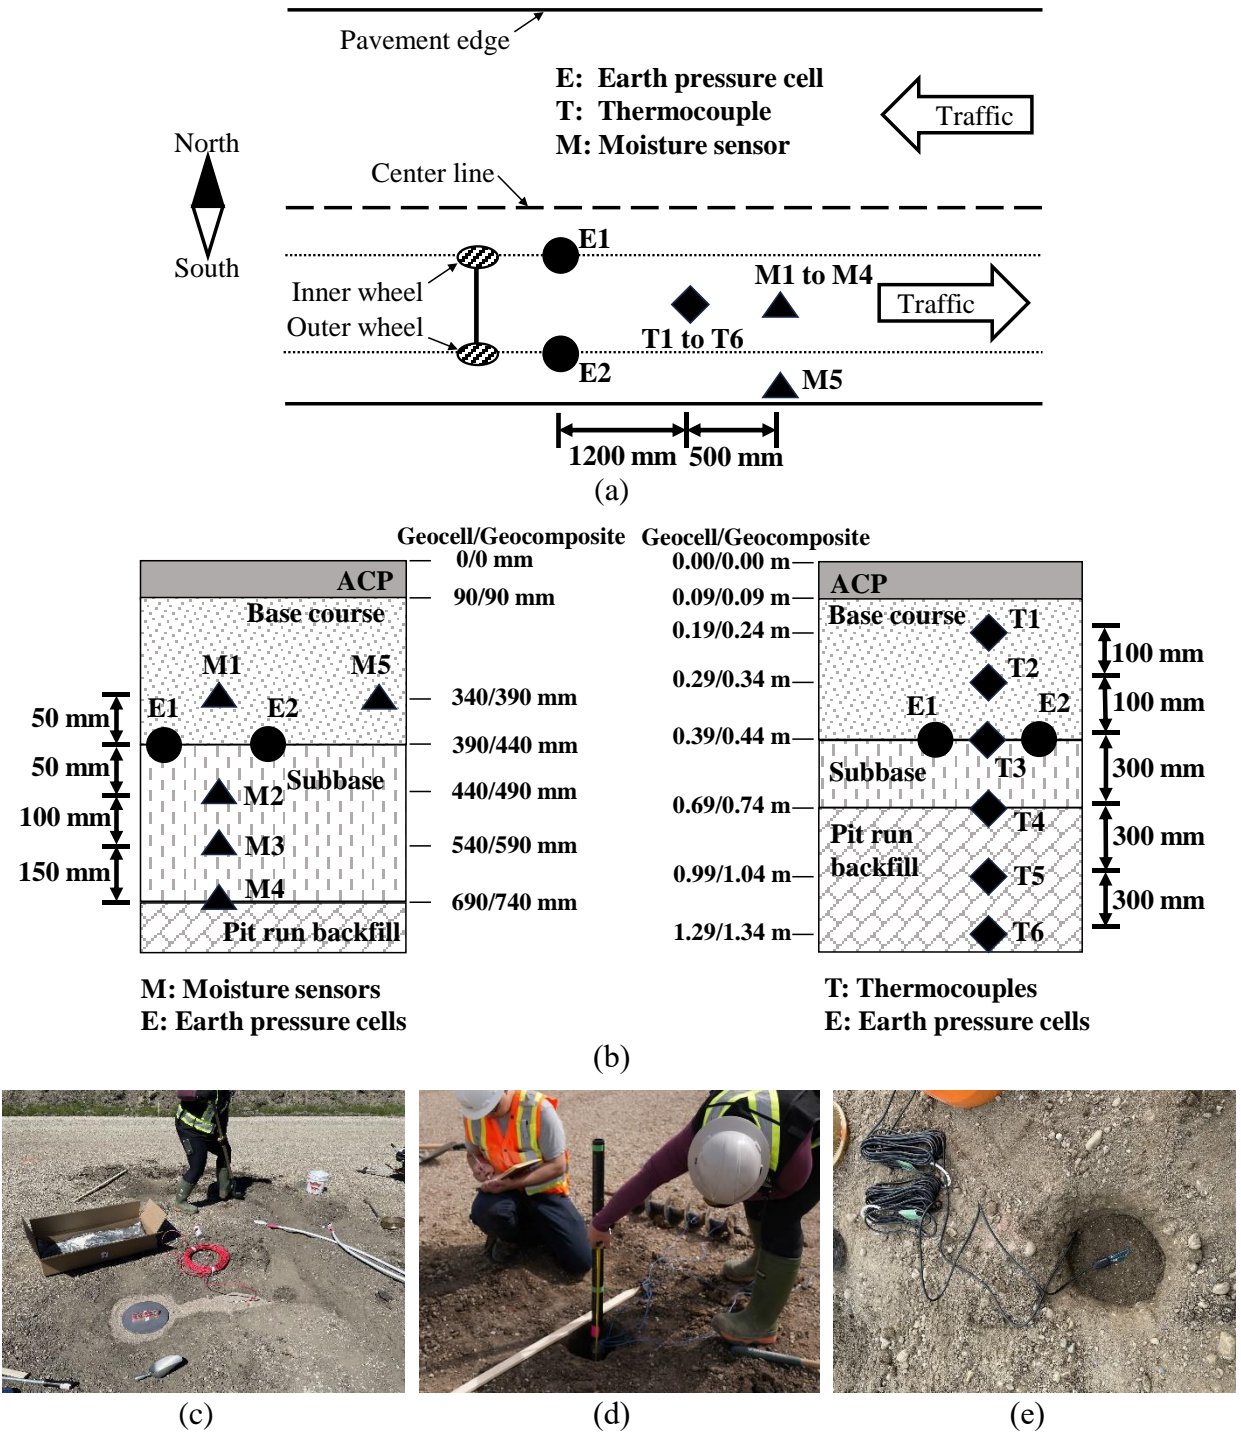 Pavement edge
E: Earth pressure cell
T: Thermocouple
M: Moisture sensor
Traffic
North
South
Center line
E1
M1 to M4
Inner wheel
Outer wheel
Traffic
T1 to T6
E2
M5
1200 mm
500 mm
(a)
Geocell/Geocomposite
0/0 mm
ACP
90/90 mm
Base course
M1
M5
340/390 mm
50 mm
E1
E2
390/440 mm
50 mm
Subbase
M2
440/490 mm
100 mm
M3
540/590 mm
150 mm
M4
690/740 mm
Pit run backfill
M: Moisture sensors
E: Earth pressure cells
Geocell/Geocomposite
0.00/0.00 m
ACP
0.09/0.09 m
Base course
0.19/0.24 m
T1
100 mm
T2
0.29/0.34 m
100 mm
E1
E2
0.39/0.44 m
T3
Subbase
300 mm
0.69/0.74 m
T4
Pit run
backfill
300 mm
0.99/1.04 m
T5
300 mm
1.29/1.34 m
T6
T: Thermocouples
E: Earth pressure cells
(b)
(c)
(d)
(e)